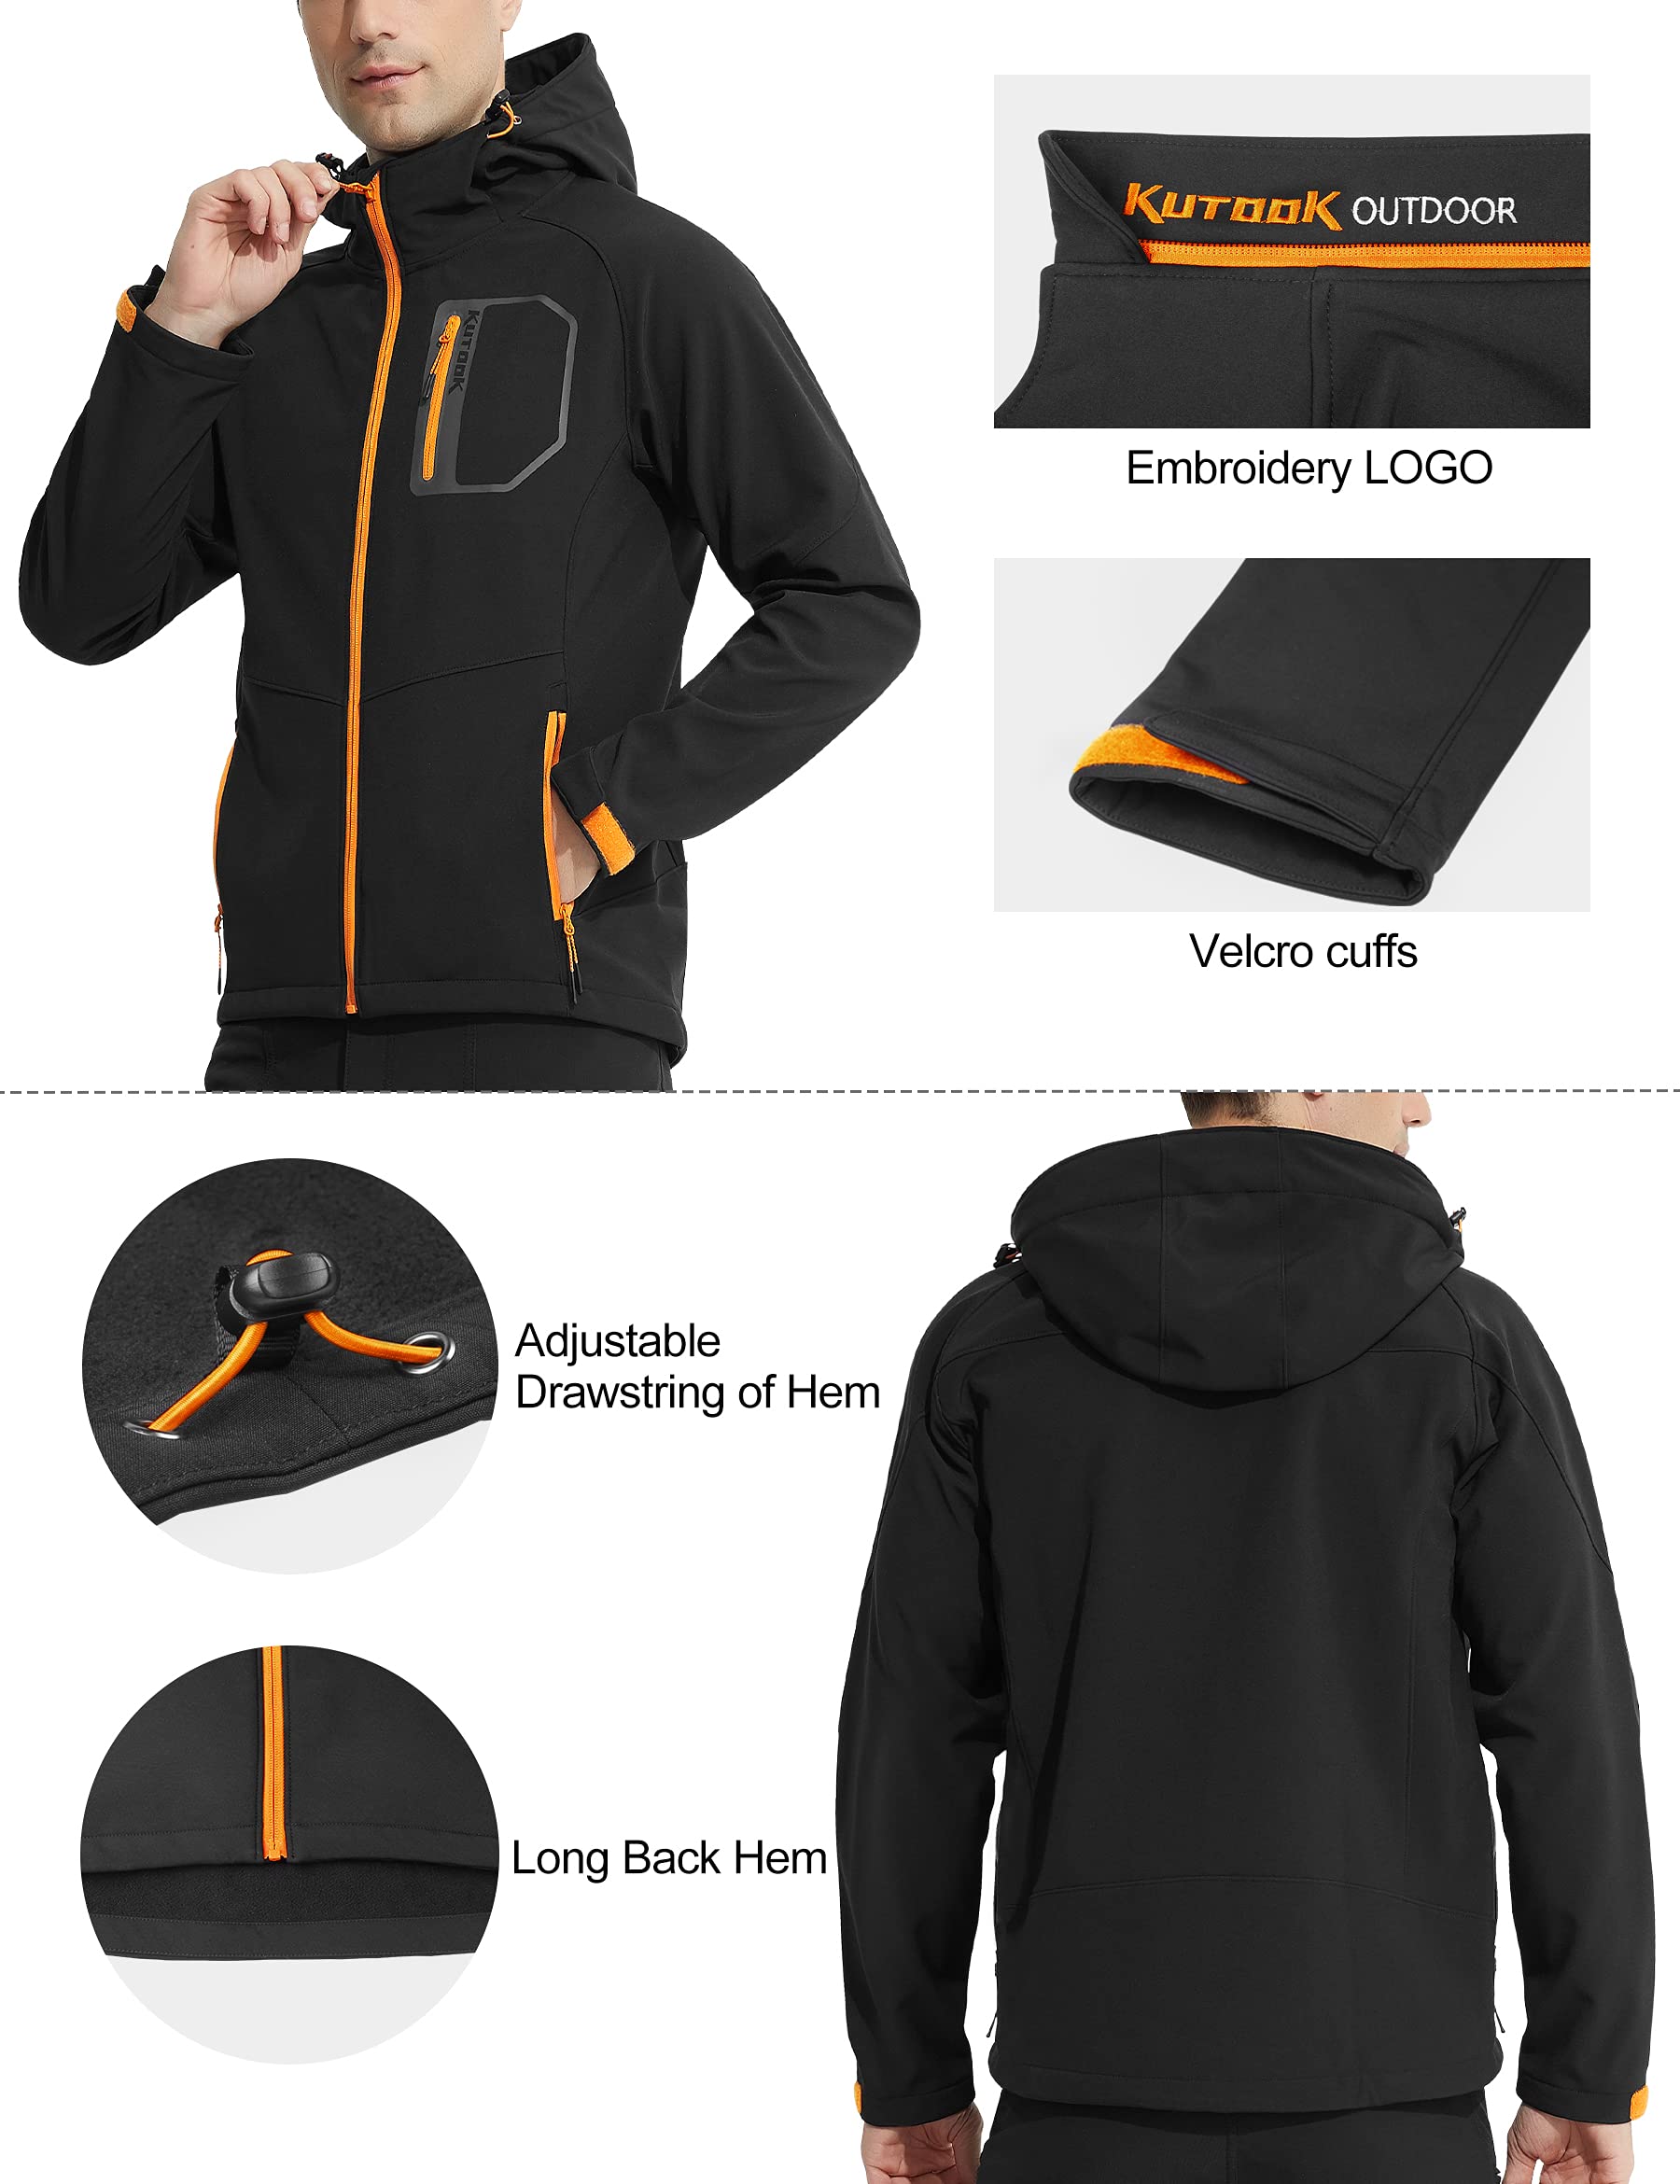 KUTOOK
KUTOOK OUTDOOR
Embroidery LOGO
Velcro cuffs
Adjustable
Drawstring of Hem
Long Back Hem